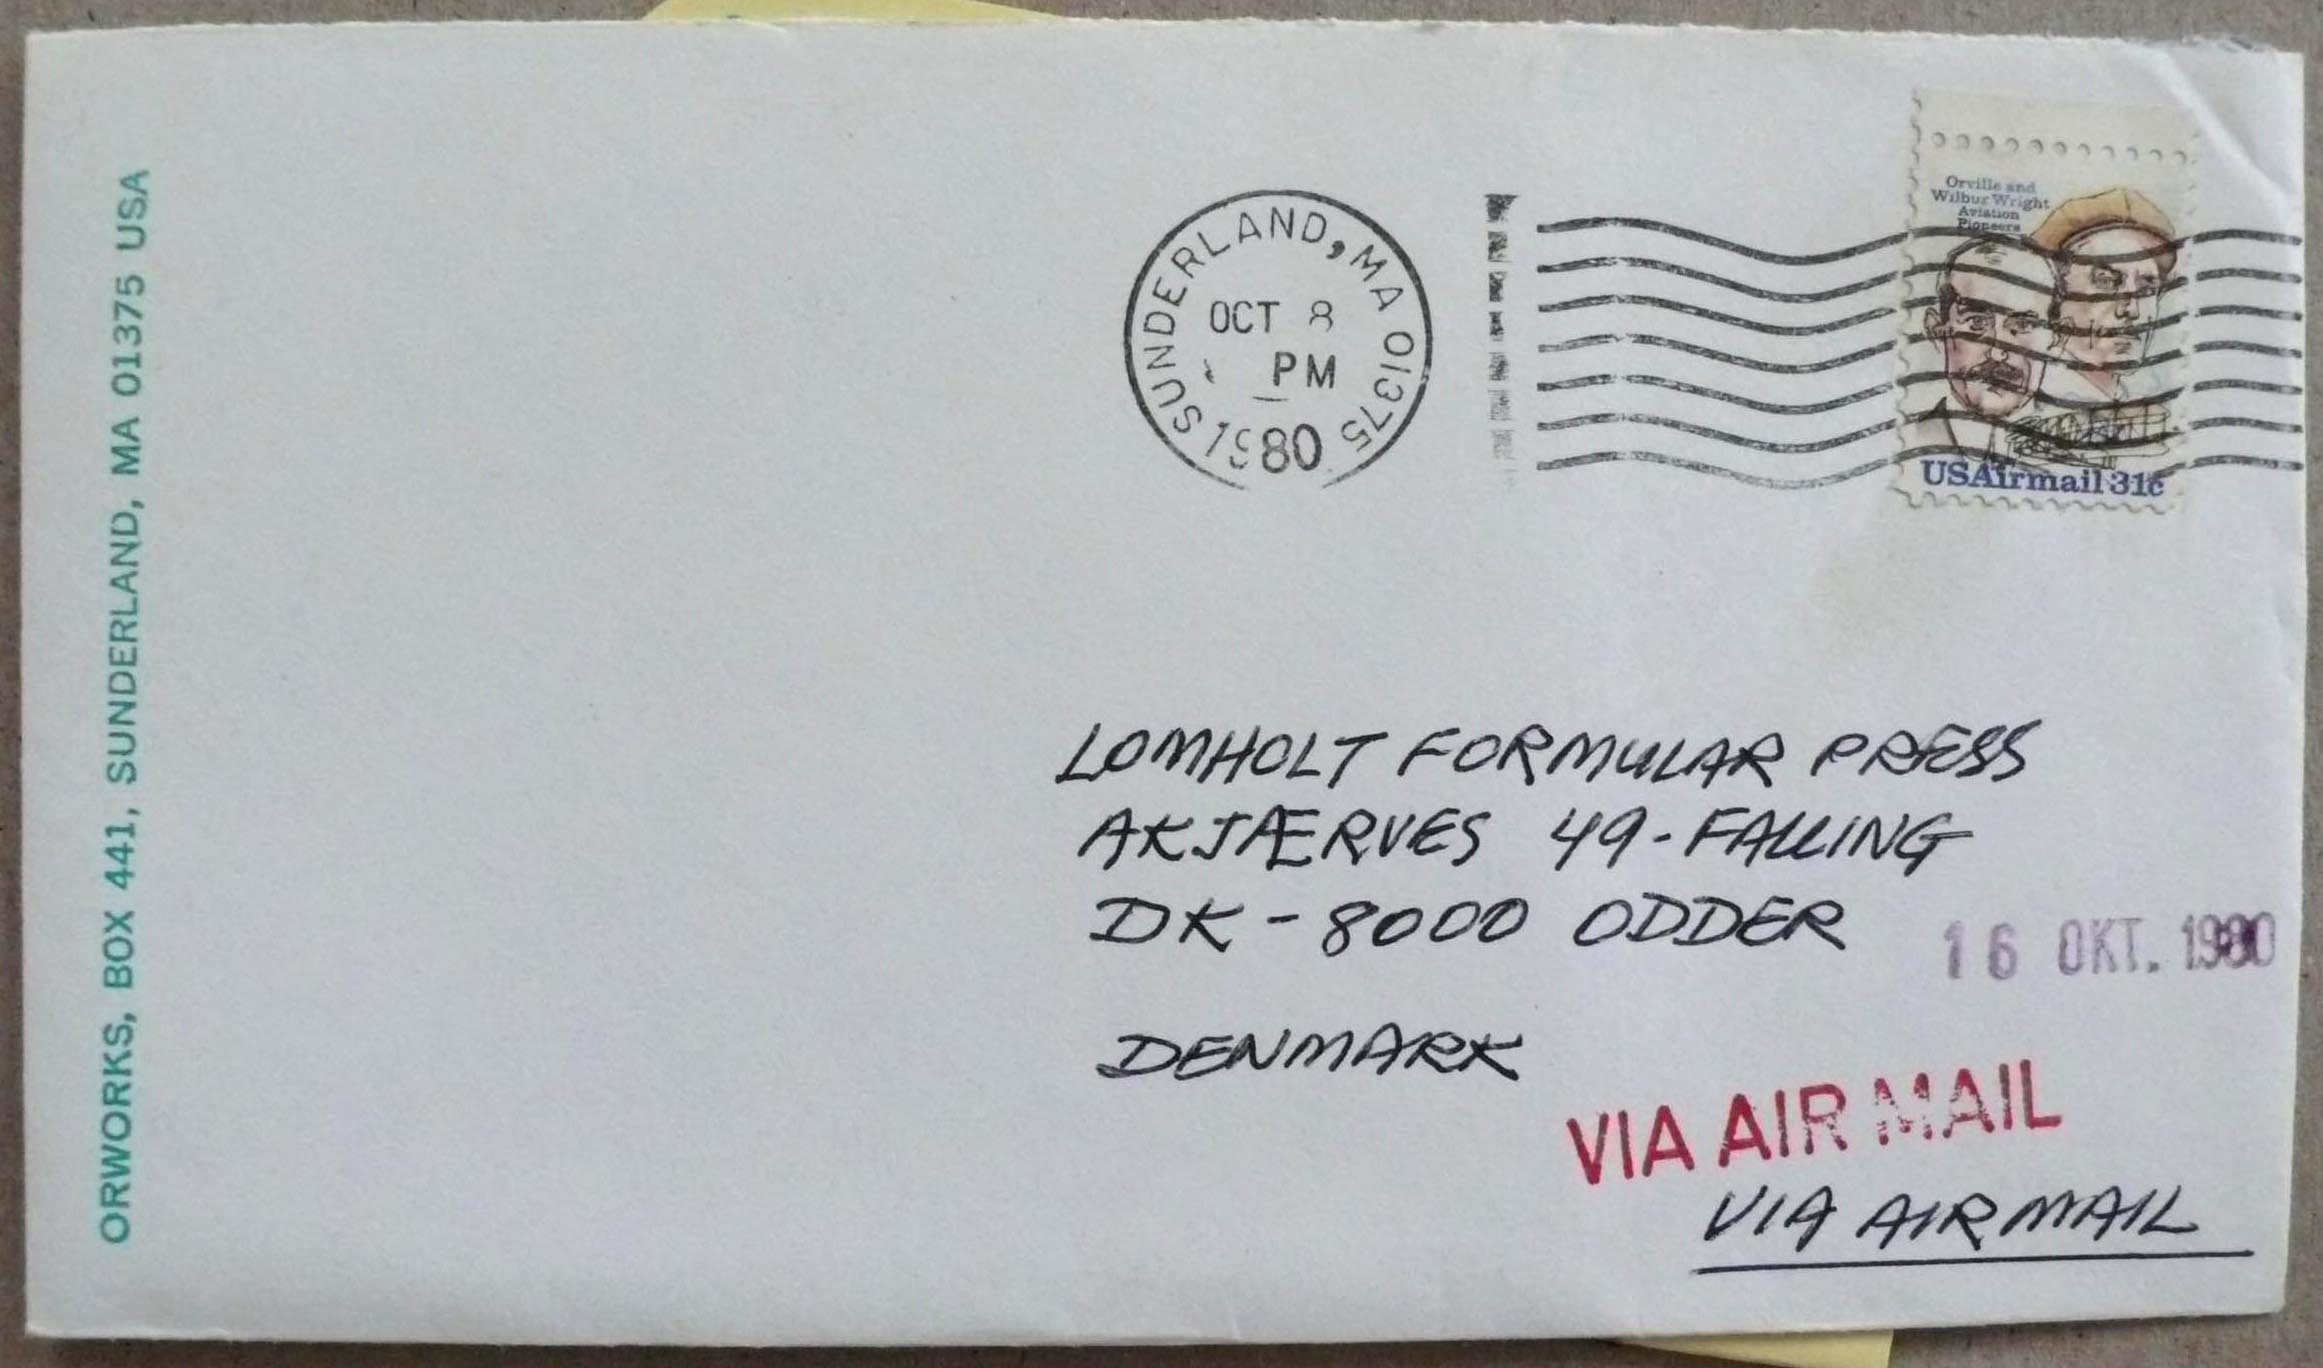 ORWORKS, BOX 441, SUNDERLAND, MA 01375 USA
SUNDERLAND, MA 01375
OCT 8
PM
1980
Orville and
Wilbur Wright
Aviation
Pioneers
USAirmail 31c
LOMHOLT FORMULAR PRESS
AKJÆRVES 49-FALLING
DK-8000 ODDER
16 OKT. 1980
DENMARK
VIA AIR MAIL
VIA AIRMAIL